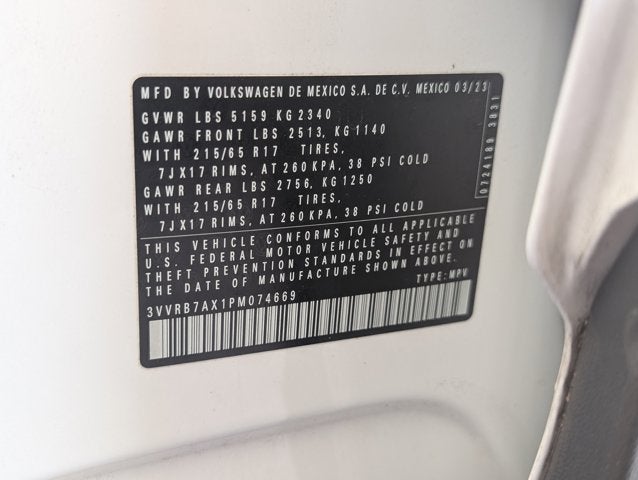 MFD BY VOLKSWAGEN DE MEXICO S.A. DE C.V. MEXICO 03/23
GVWR LBS 5159 KG 2340
GAWR FRONT LBS 2513, KG 1140
WITH 215/65 R17 TIRES,
7JX17 RIMS, AT 260 KPA, 38 PSI COLD
GAWR REAR LBS 2756, KG 1250
WITH 215/65 R17 TIRES,
7JX17 RIMS, AT 260 KPA, 38 PSI COLD
0724189 3831
THIS VEHICLE CONFORMS TO ALL APPLICABLE
U.S. FEDERAL MOTOR VEHICLE SAFETY AND
THEFT PREVENTION STANDARDS IN EFFECT ON
THE DATE OF MANUFACTURE SHOWN ABOVE.
TYPE: MPV
3VVRB7AX1PM074669